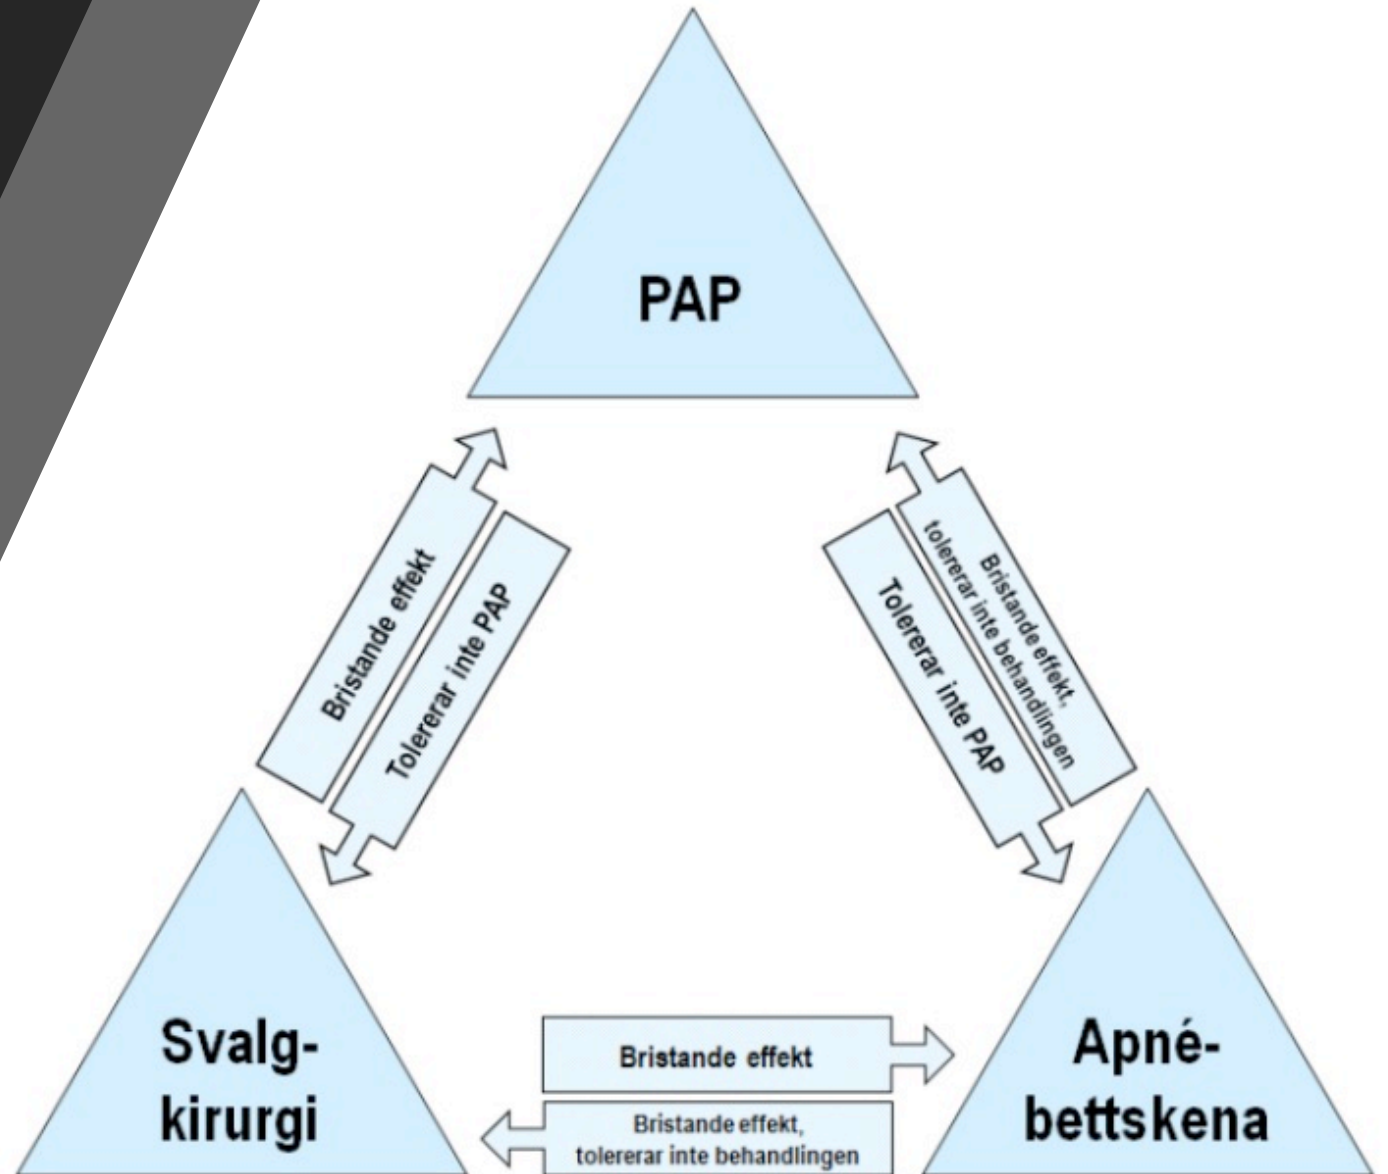 PAP
Bristande effekt
Tolererar inte PAP
Tolererar inte PAP
Bristande effekt,
tolererar inte behandlingen
Svalg-
kirurgi
Bristande effekt
Bristande effekt,
tolererar inte behandlingen
Apné-
bettskena